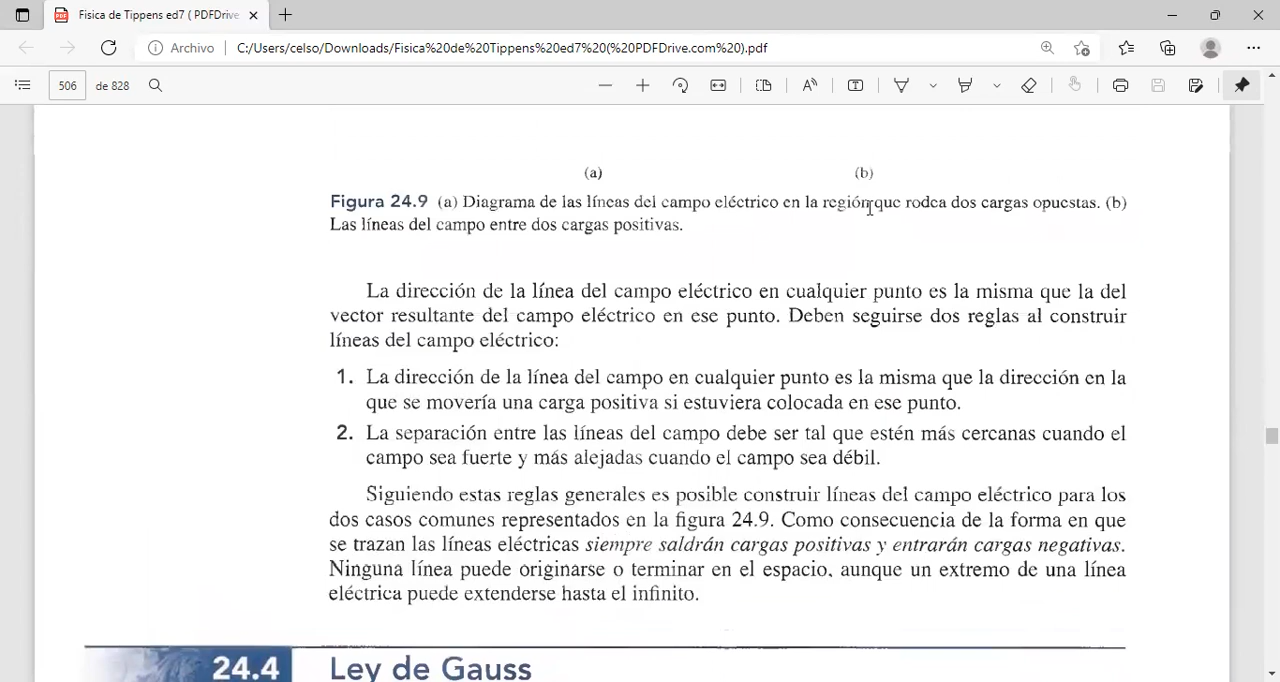 Fisica de Tippens ed7 ( PDFDrive
Archivo
C:/Users/celso/Downloads/Fisica%20de%20Tippens%20ed7%20(%20PDFDrive.com%20).pdf
506 de 828
(a) (b)
Figura 24.9 (a) Diagrama de las líneas del campo eléctrico en la región que rodea dos cargas opuestas. (b)
Las líneas del campo entre dos cargas positivas.
La dirección de la línea del campo eléctrico en cualquier punto es la misma que la del
vector resultante del campo eléctrico en ese punto. Deben seguirse dos reglas al construir
líneas del campo eléctrico:
1. La dirección de la línea del campo en cualquier punto es la misma que la dirección en la
que se movería una carga positiva si estuviera colocada en ese punto.
2. La separación entre las líneas del campo debe ser tal que estén más cercanas cuando el
campo sea fuerte y más alejadas cuando el campo sea débil.
Siguiendo estas reglas generales es posible construir líneas del campo eléctrico para los
dos casos comunes representados en la figura 24.9. Como consecuencia de la forma en que
se trazan las líneas eléctricas siempre saldrán cargas positivas y entrarán cargas negativas.
Ninguna línea puede originarse o terminar en el espacio, aunque un extremo de una línea
eléctrica puede extenderse hasta el infinito.
24.4 Ley de Gauss